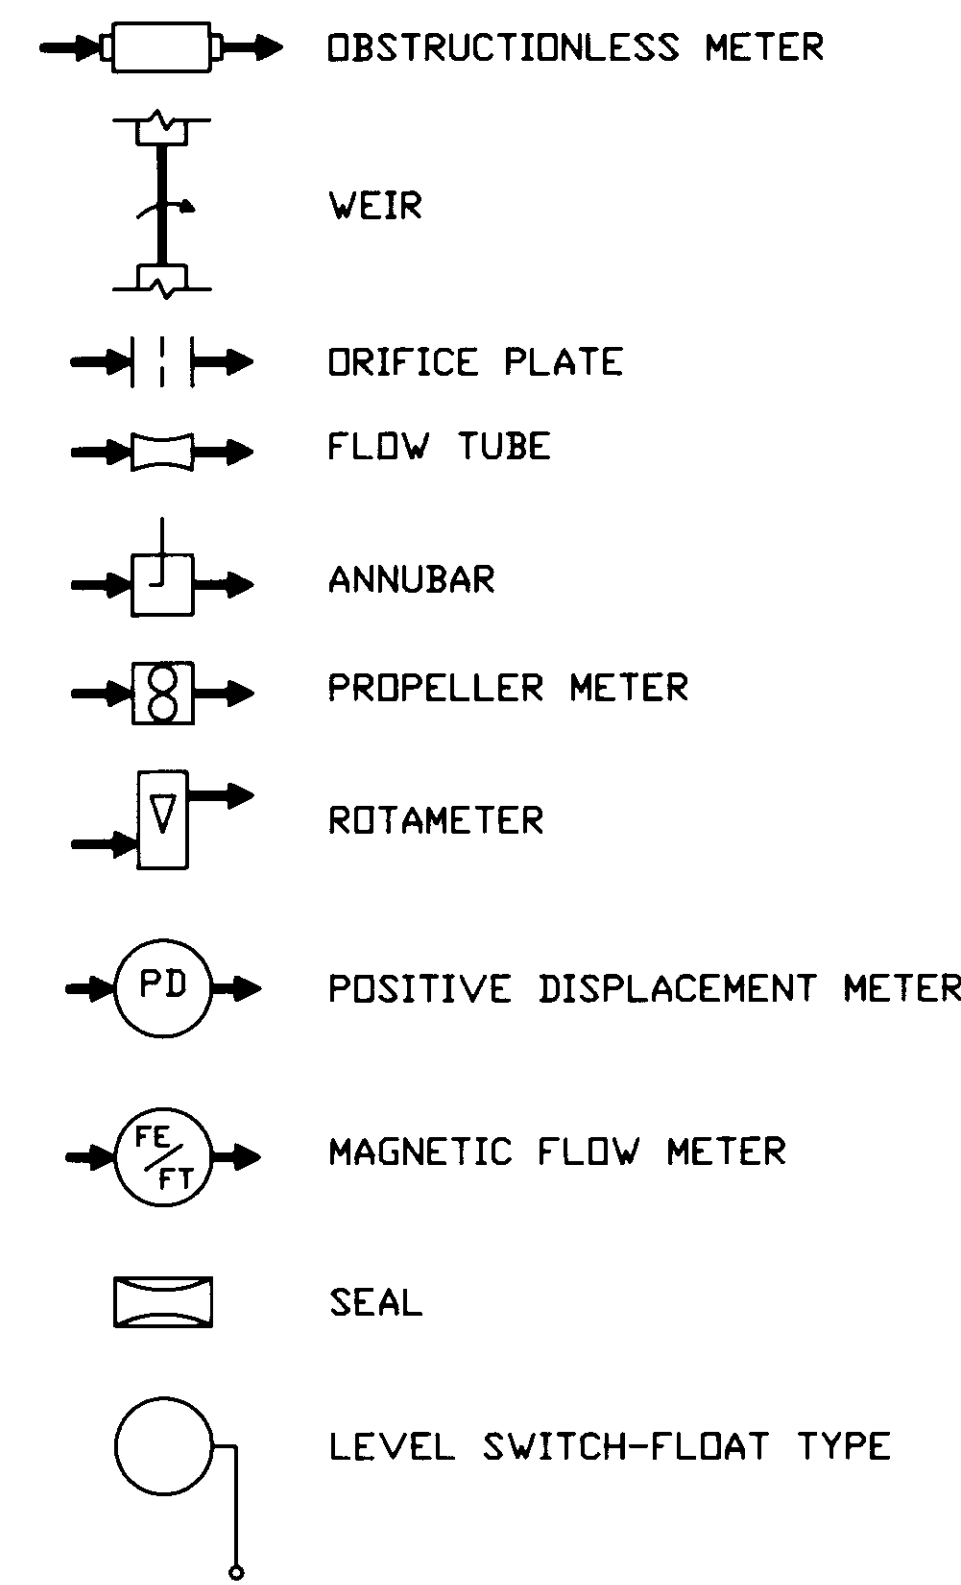 OBSTRUCTIONLESS METER
WEIR
ORIFICE PLATE
FLOW TUBE
ANNUBAR
PROPELLER METER
ROTAMETER
PD
POSITIVE DISPLACEMENT METER
FE/FT
MAGNETIC FLOW METER
SEAL
LEVEL SWITCH-FLOAT TYPE